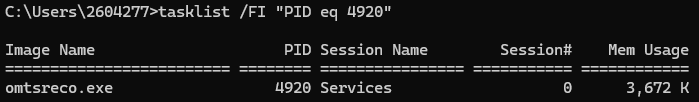 C:\Users\2604277>tasklist /FI "PID eq 4920"
Image Name                     PID Session Name        Session#    Mem Usage
========================= ======== ================ =========== ============
omtsreco.exe                  4920 Services                   0      3,672 K